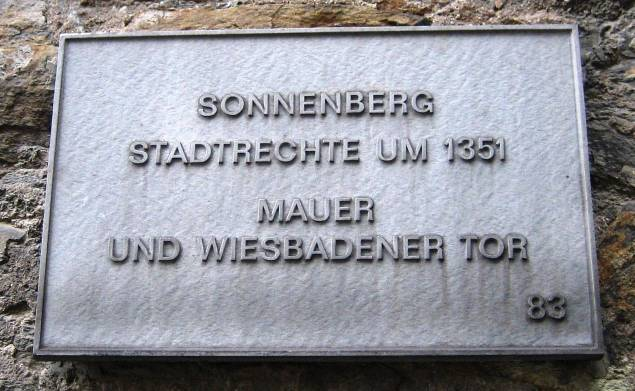 SONNENBERG
STADTRECHTE UM 1351
MAUER
UND WIESBADENER TOR
83